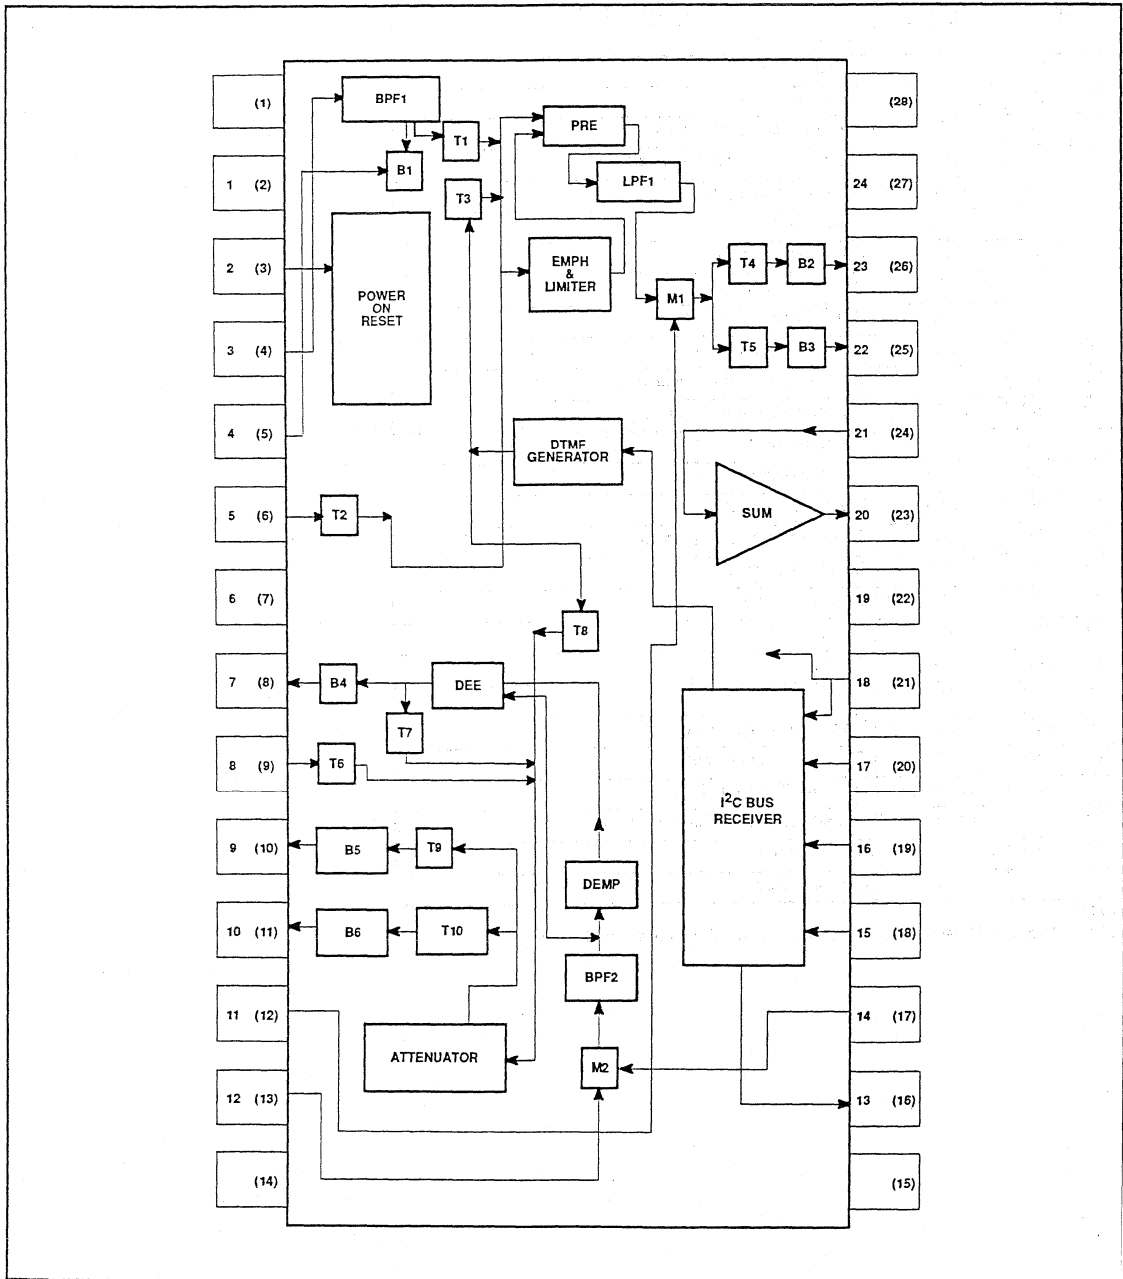 (1)
BPF1
(28)
PRE
T1
B1
LPF1
1 (2)
T3
24 (27)
2 (3)
POWER
ON
RESET
EMPH
&
LIMITER
T4
B2
23 (26)
M1
3 (4)
T5
B3
22 (25)
4 (5)
DTMF
GENERATOR
21 (24)
5 (6)
T2
SUM
20 (23)
6 (7)
19 (22)
T8
7 (8)
B4
DEE
18 (21)
T7
8 (9)
T6
17 (20)
I²C BUS
RECEIVER
9 (10)
B5
T9
16 (19)
DEMP
10 (11)
B6
T10
15 (18)
BPF2
11 (12)
14 (17)
ATTENUATOR
M2
12 (13)
13 (16)
(14)
(15)